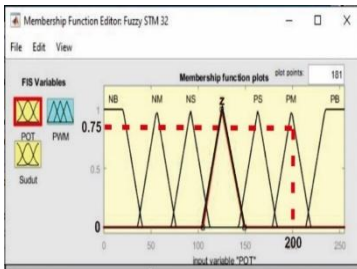 Membership Function Editor: Fuzzy STM 32
File Edit View
FIS Variables
Membership function plots
plot points: 181
POT PWM
Sudut
NB NM NS Z PS PM PB
1
0.75
0.5
0
0 50 100 150 200 250
input variable "POT"